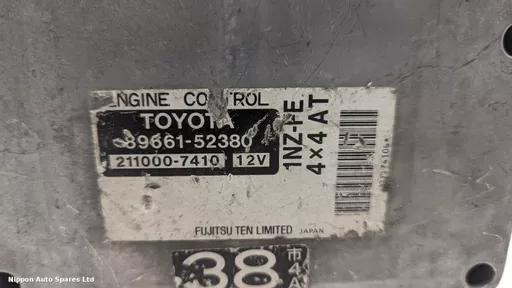 ENGINE CONTROL
TOYOTA
89661-52380
211000-7410 12V
1NZ-FE
4×4 AT
FUJITSU TEN LIMITED JAPAN
38
4A
Nippon Auto Spares Ltd